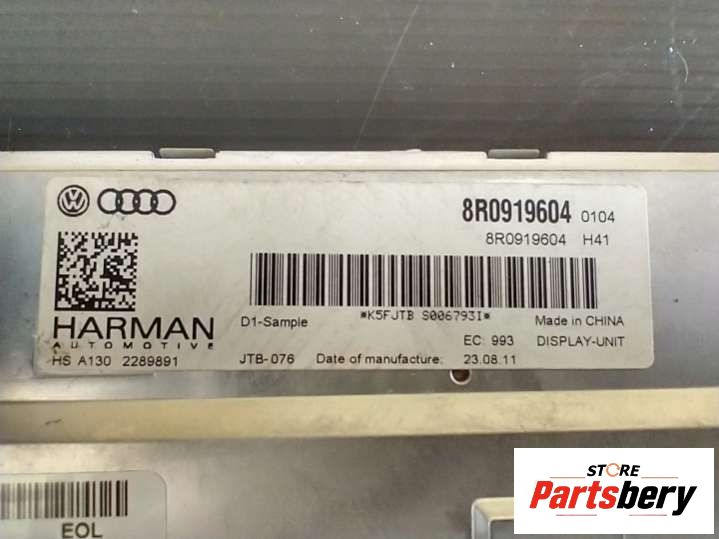 8R0919604 0104
8R0919604 H41
HARMAN
AUTOMOTIVE
D1-Sample
*K5FJTB S006793I*
Made in CHINA
EC: 993 DISPLAY-UNIT
HS A130 2289891 JTB-076 Date of manufacture: 23.08.11
EOL
STORE
Partsbery